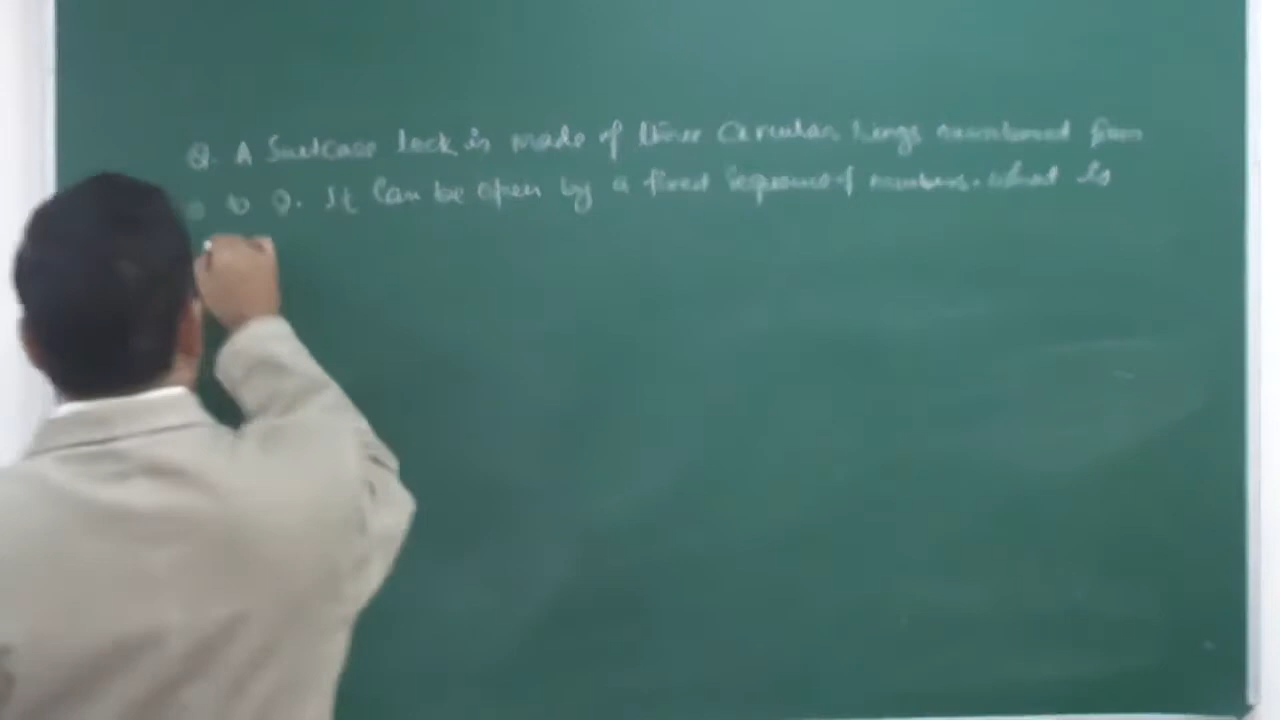 Q. A Suitcase lock is made of three Circular Rings numbered from
to 9. It Can be open by a fixed Sequence of numbers. what is